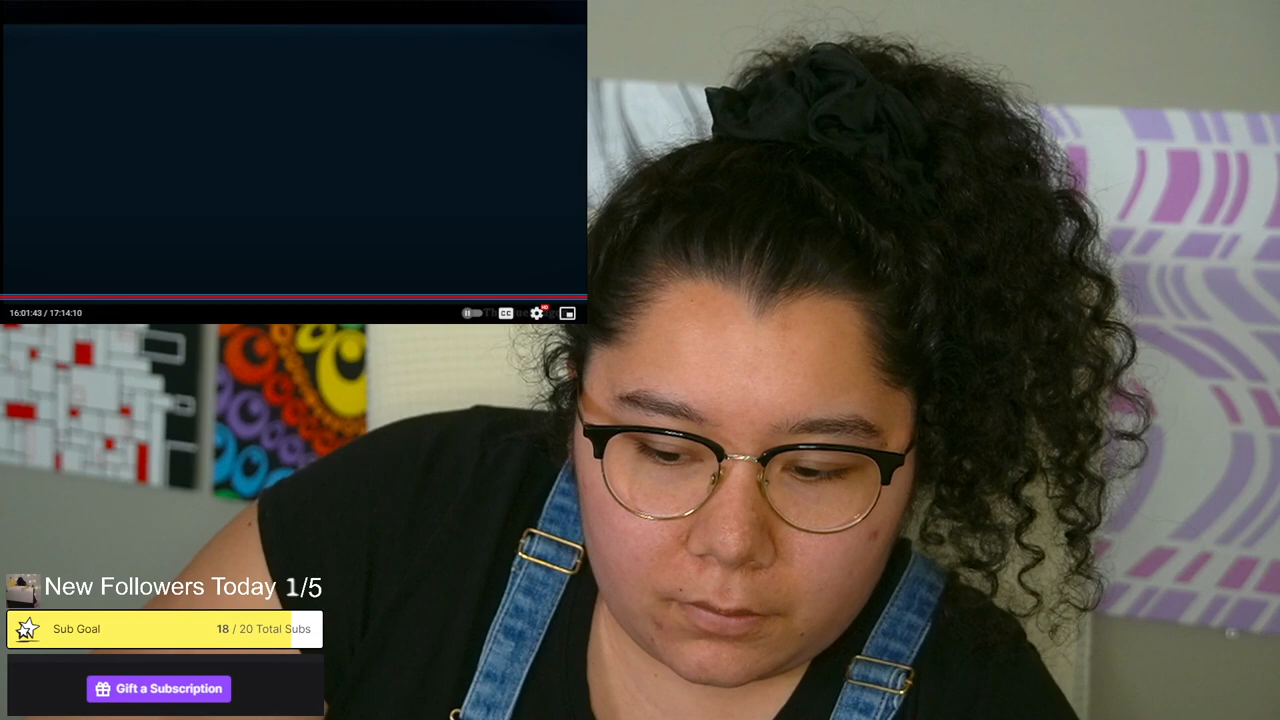 16:01:43 / 17:14:10
CC
HD
New Followers Today 1/5
Sub Goal
18 / 20 Total Subs
Gift a Subscription